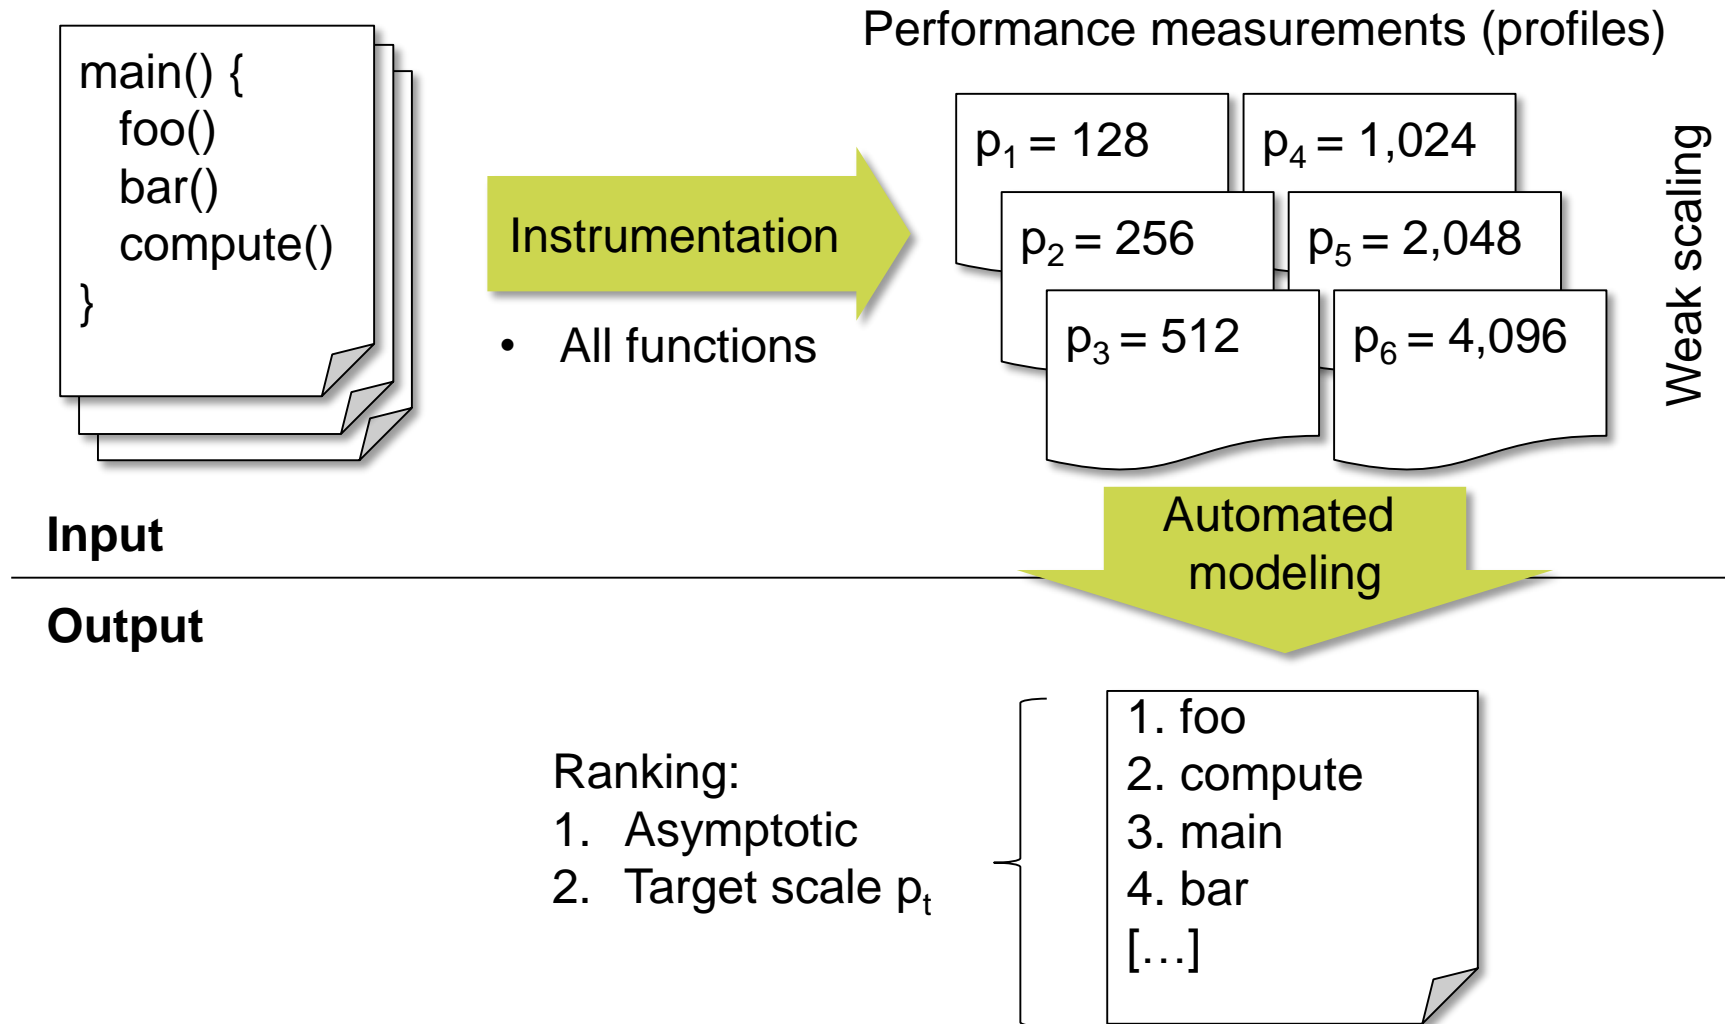 main() {
foo()
bar()
compute()
}
Instrumentation
• All functions
Performance measurements (profiles)
p₁ = 128
p₂ = 256
p₃ = 512
p₄ = 1,024
p₅ = 2,048
p₆ = 4,096
Weak scaling
Input
Automated
modeling
Output
Ranking:
1. Asymptotic
2. Target scale pₜ
1. foo
2. compute
3. main
4. bar
[…]